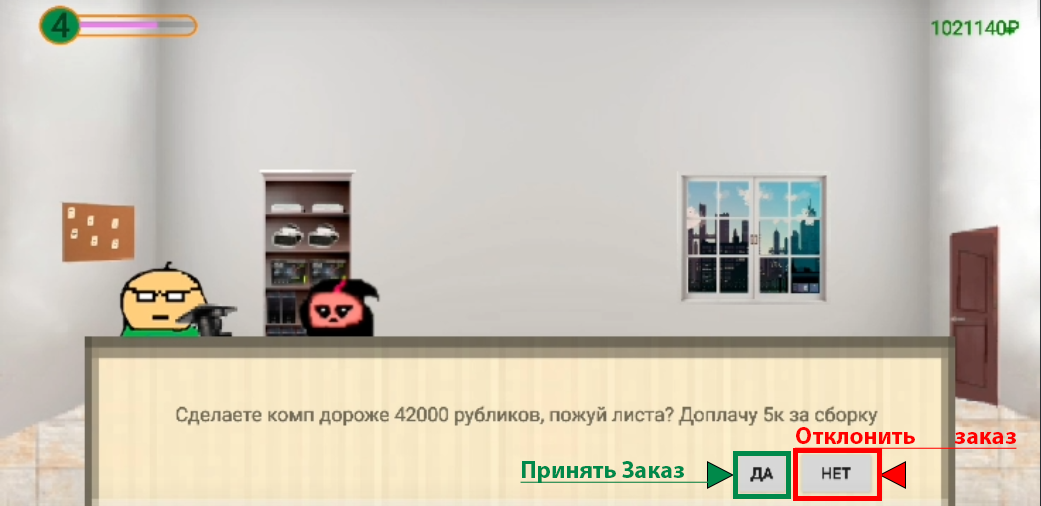 4
1021140₽
Сделаете комп дороже 42000 рубликов, пожуй листа? Доплачу 5к за сборку
Отклонить заказ
Принять Заказ
ДА
НЕТ